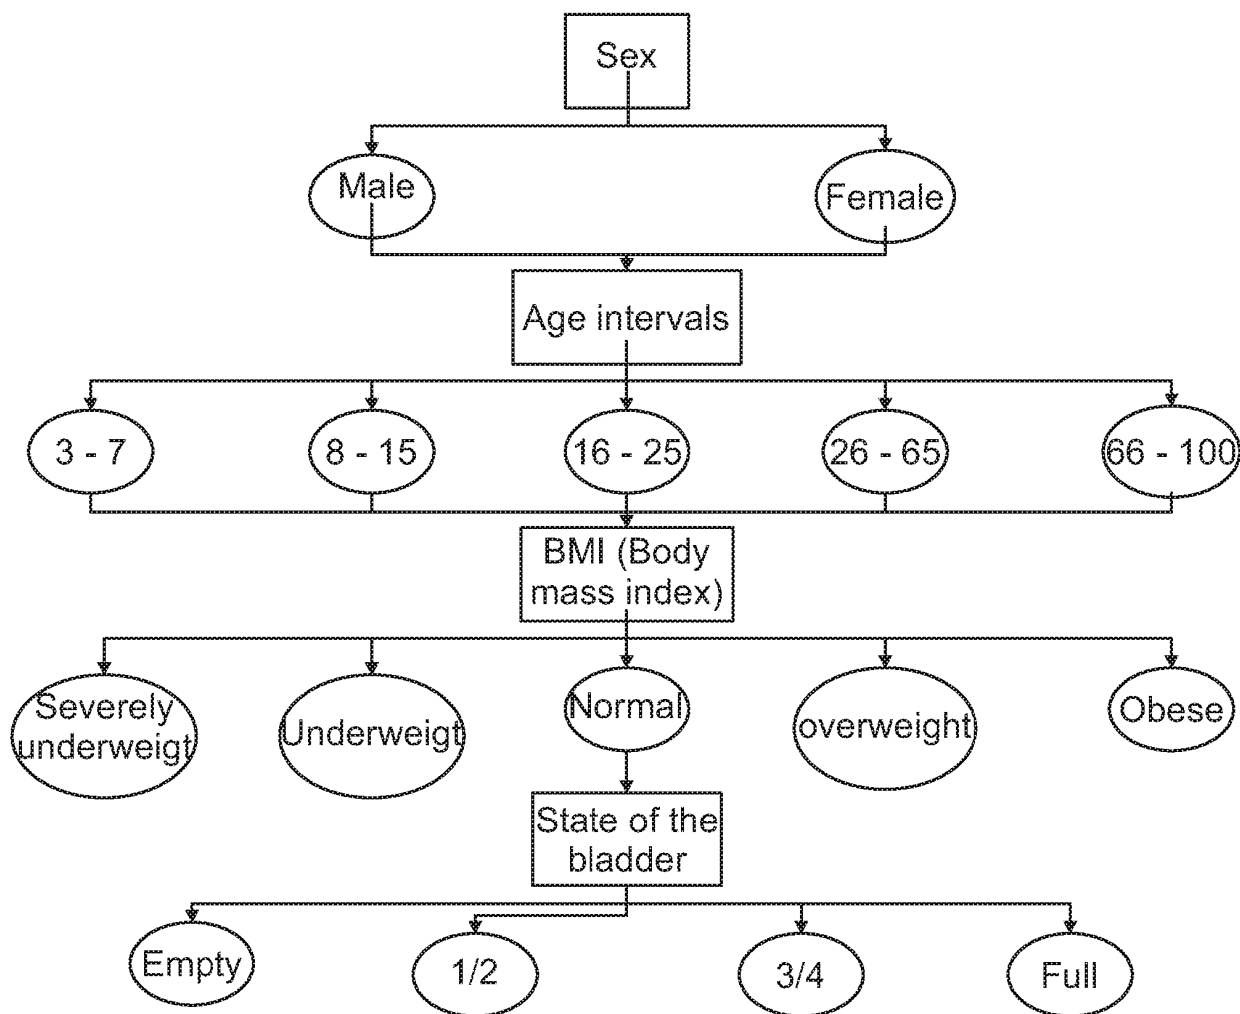 Sex
Male
Female
Age intervals
3 - 7
8 - 15
16 - 25
26 - 65
66 - 100
BMI (Body
mass index)
Severely
underweigt
Underweigt
Normal
overweight
Obese
State of the
bladder
Empty
1/2
3/4
Full